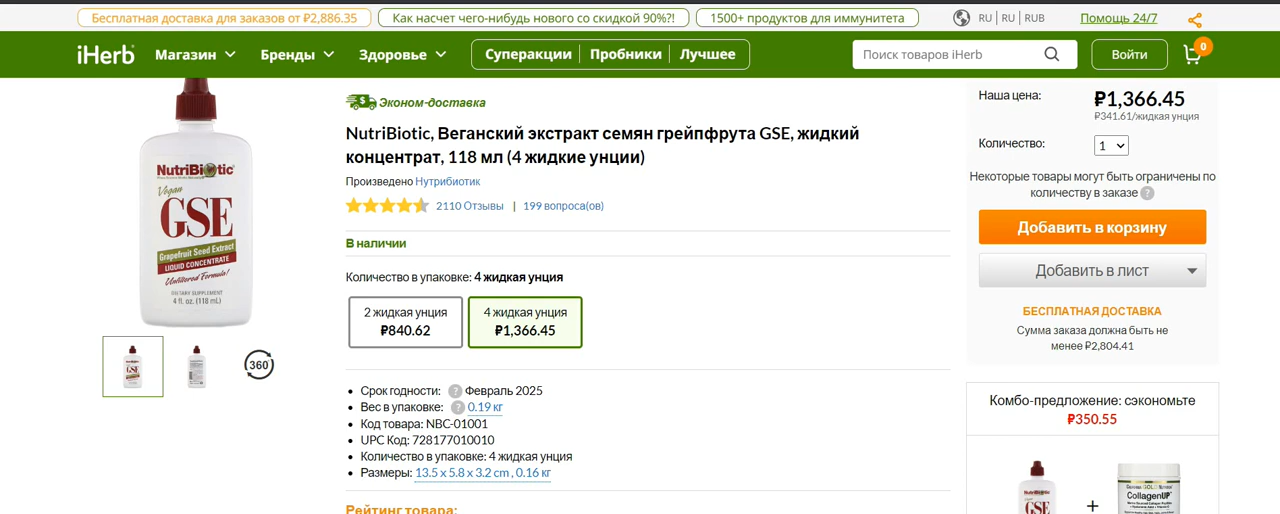 Бесплатная доставка для заказов от ₽2,886.35
Как насчет чего-нибудь нового со скидкой 90%?!
1500+ продуктов для иммунитета
RU | RU | RUB
Помощь 24/7
iHerb
Магазин
Бренды
Здоровье
Суперакции
Пробники
Лучшее
Поиск товаров iHerb
Войти
0
NutriBiotic
Vegan
GSE
Grapefruit Seed Extract
LIQUID CONCENTRATE
Unfiltered Formula!
DIETARY SUPPLEMENT
4 fl. oz. (118 mL)
360
Эконом-доставка
NutriBiotic, Веганский экстракт семян грейпфрута GSE, жидкий
концентрат, 118 мл (4 жидкие унции)
Произведено Нутрибиотик
2110 Отзывы | 199 вопроса(ов)
В наличии
Количество в упаковке: 4 жидкая унция
2 жидкая унция
₽840.62
4 жидкая унция
₽1,366.45
Срок годности: ? Февраль 2025
Вес в упаковке: ? 0.19 кг
Код товара: NBC-01001
UPC Код: 728177010010
Количество в упаковке: 4 жидкая унция
Размеры: 13.5 x 5.8 x 3.2 cm , 0.16 кг
Рейтинг товара:
Наша цена: ₽1,366.45
₽341.61/жидкая унция
Количество: 1
Некоторые товары могут быть ограничены по
количеству в заказе ?
Добавить в корзину
Добавить в лист
БЕСПЛАТНАЯ ДОСТАВКА
Сумма заказа должна быть не
менее ₽2,804.41
Комбо-предложение: сэкономьте
₽350.55
NutriBiotic
GSE
+
CALIFORNIA GOLD NUTRITION
CollagenUP